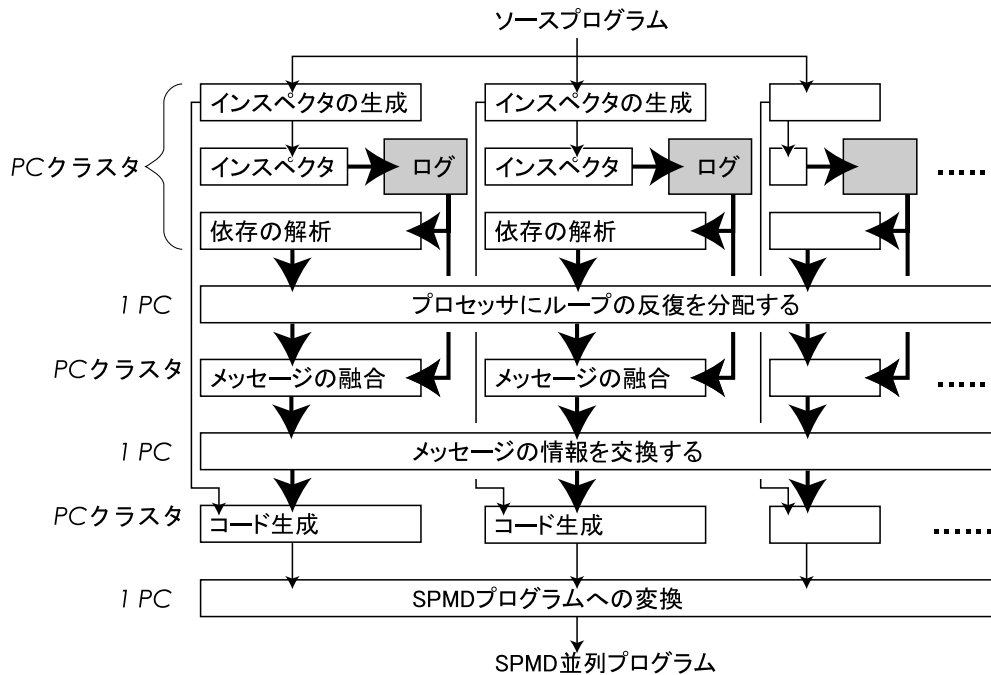 ソースプログラム
インスペクタの生成
インスペクタの生成
PCクラスタ
インスペクタ
ログ
インスペクタ
ログ
依存の解析
依存の解析
1 PC
プロセッサにループの反復を分配する
PCクラスタ
メッセージの融合
メッセージの融合
1 PC
メッセージの情報を交換する
PCクラスタ
コード生成
コード生成
1 PC
SPMDプログラムへの変換
SPMD並列プログラム